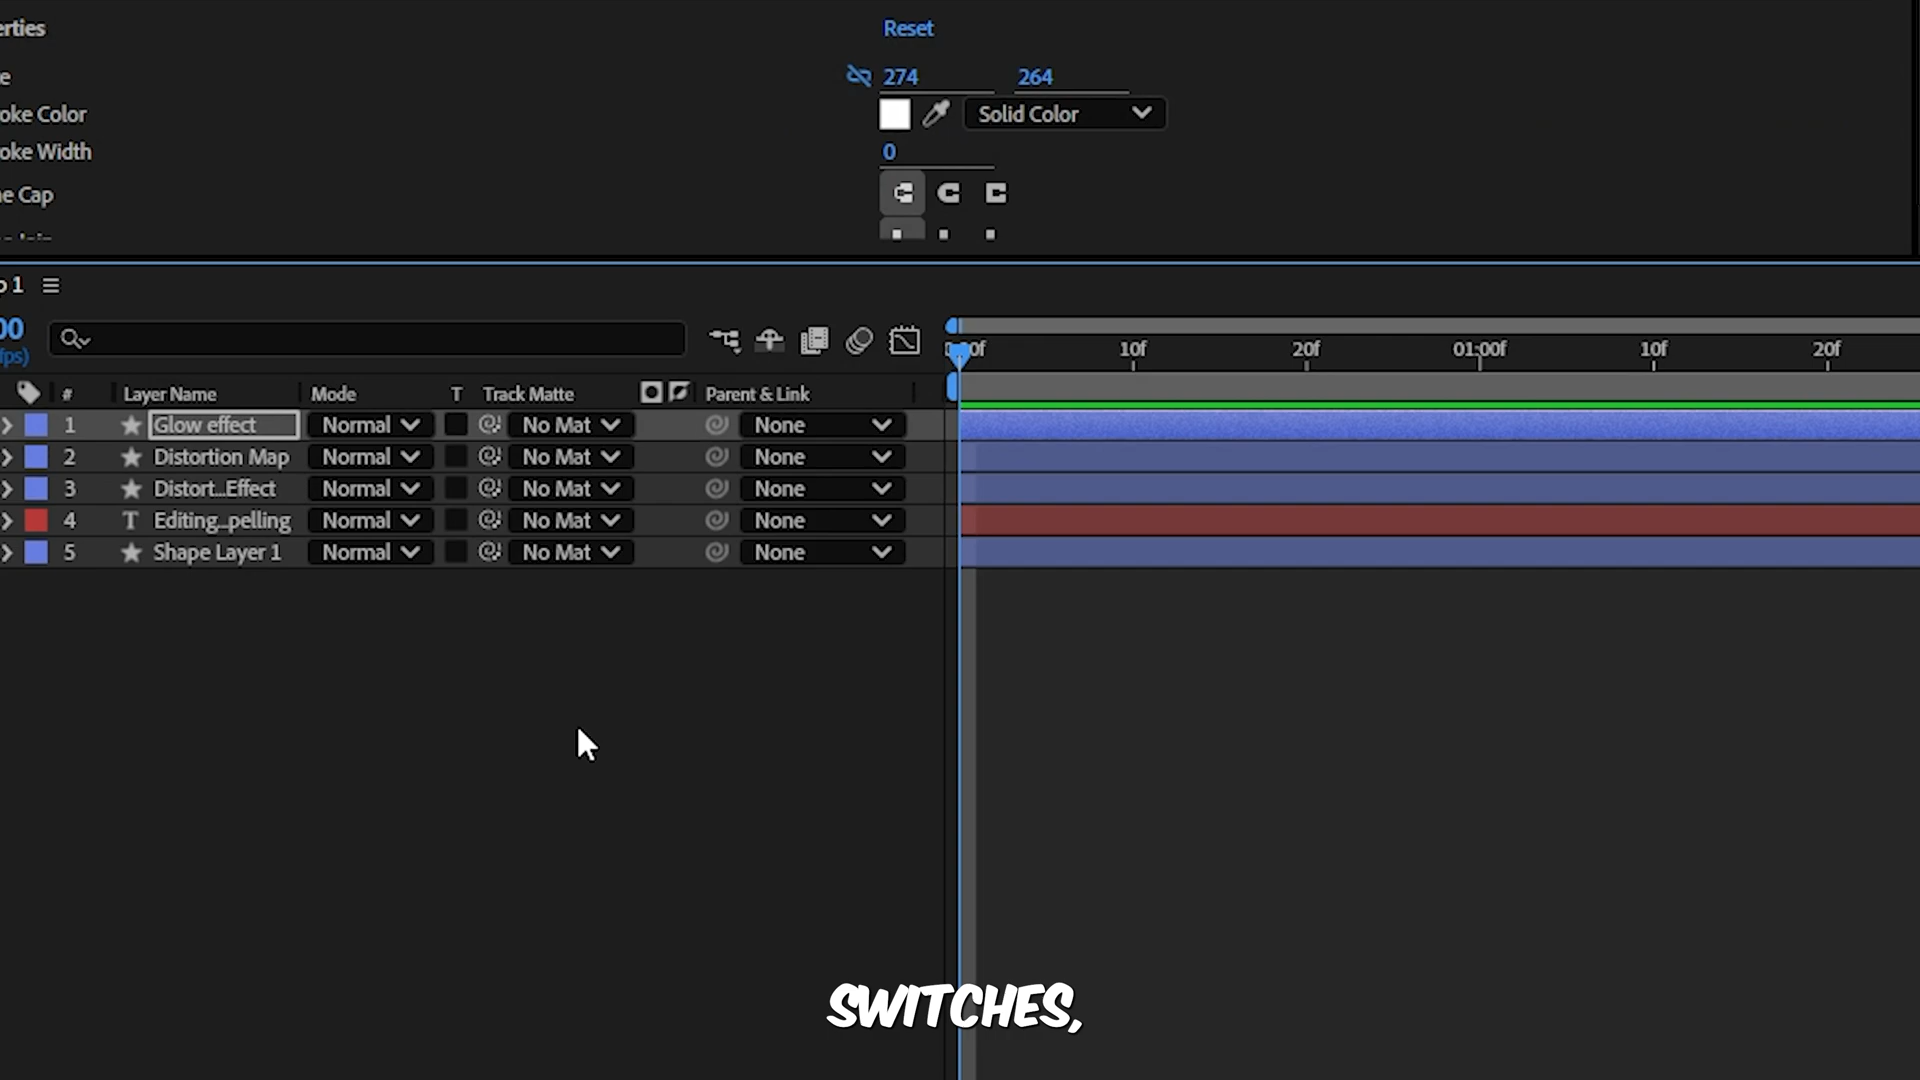 erties Reset
e 274 264
oke Color Solid Color
oke Width 0
e Cap
o 1
00
fps)
00f 10f 20f 01:00f 10f 20f
# Layer Name Mode T Track Matte Parent & Link
1 Glow effect Normal No Mat None
2 Distortion Map Normal No Mat None
3 Distort...Effect Normal No Mat None
4 T Editing...pelling Normal No Mat None
5 Shape Layer 1 Normal No Mat None
SWITCHES,